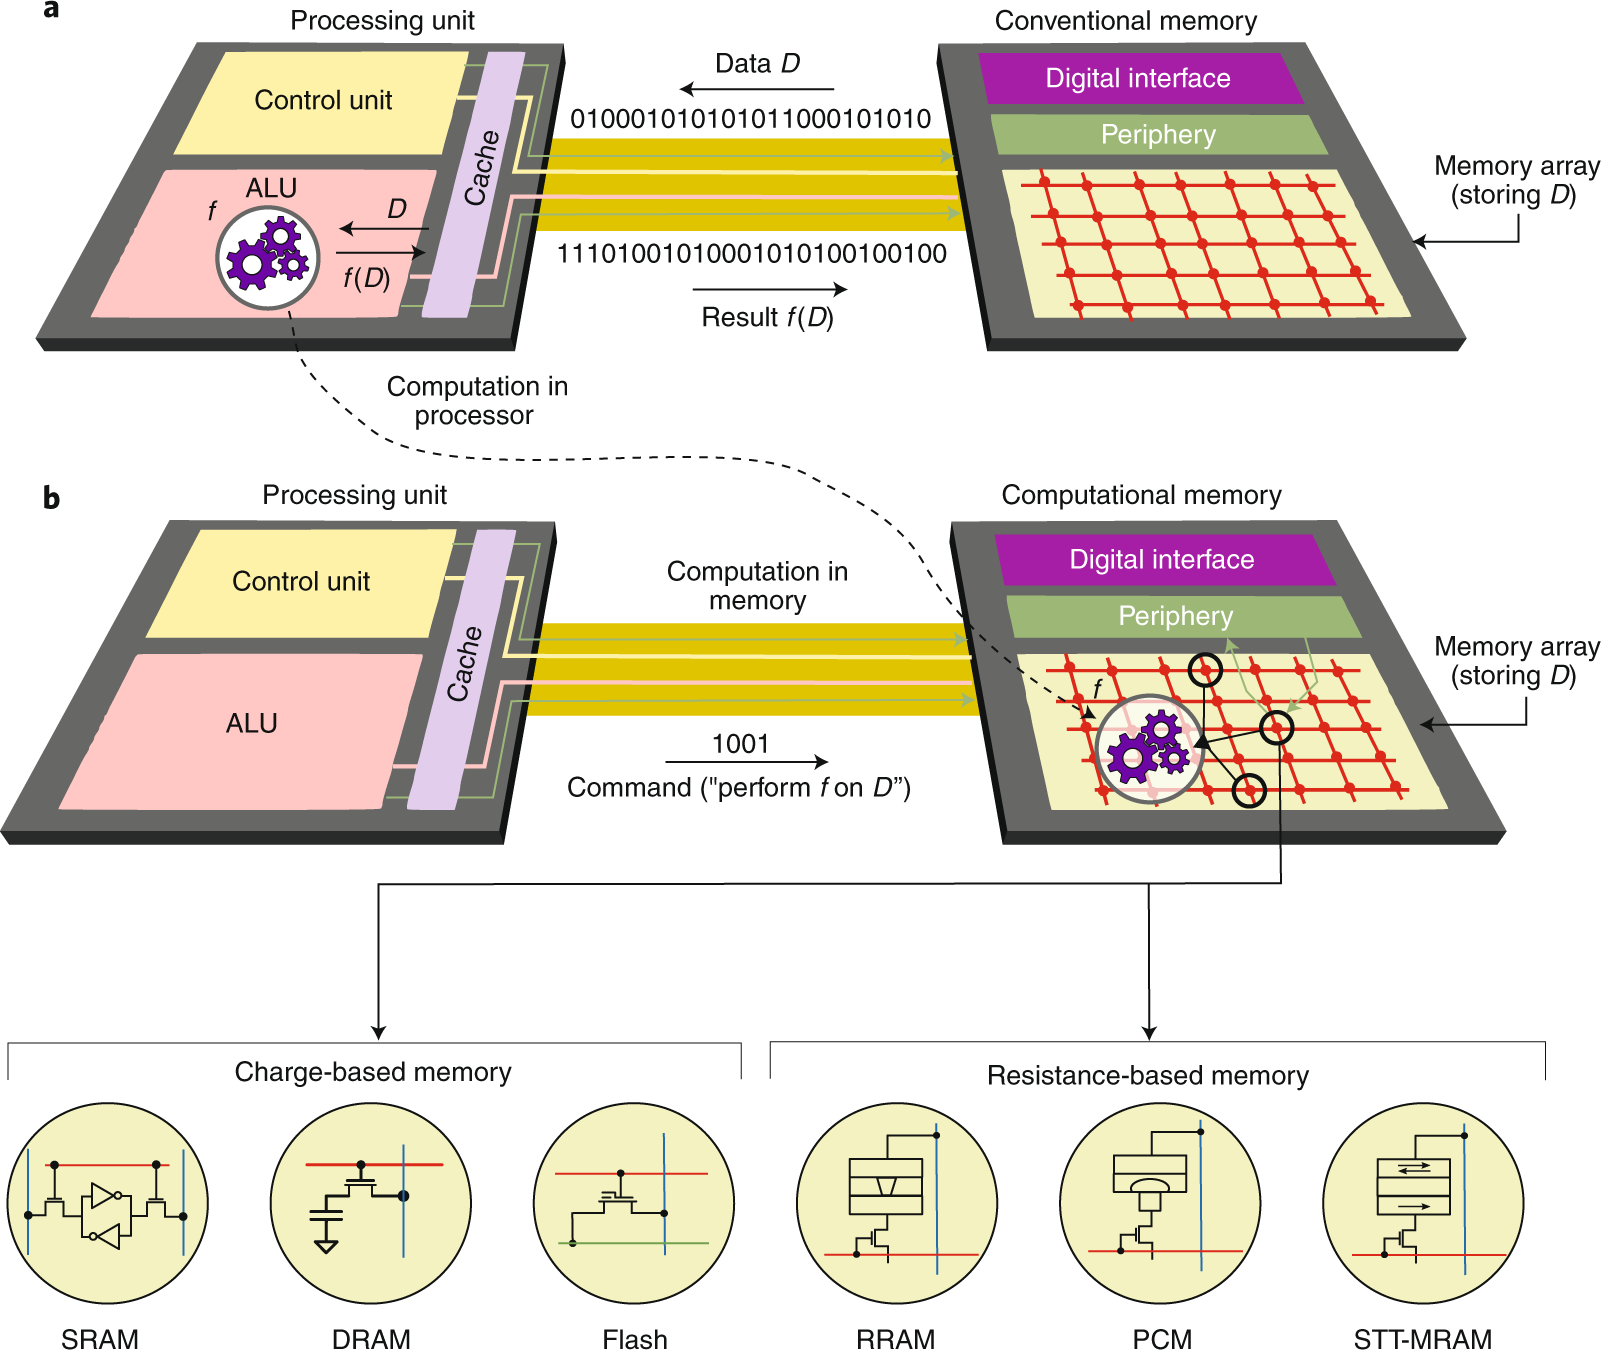 a
Processing unit
Conventional memory
Control unit
Cache
ALU
f
D
f(D)
Data D
010001010101011000101010
1110100101000101010100100100
Result f(D)
Digital interface
Periphery
Memory array
(storing D)
Computation in
processor
b
Processing unit
Computational memory
Control unit
Cache
ALU
Computation in
memory
1001
Command ("perform f on D”)
Digital interface
Periphery
f
Memory array
(storing D)
Charge-based memory
Resistance-based memory
SRAM
DRAM
Flash
RRAM
PCM
STT-MRAM